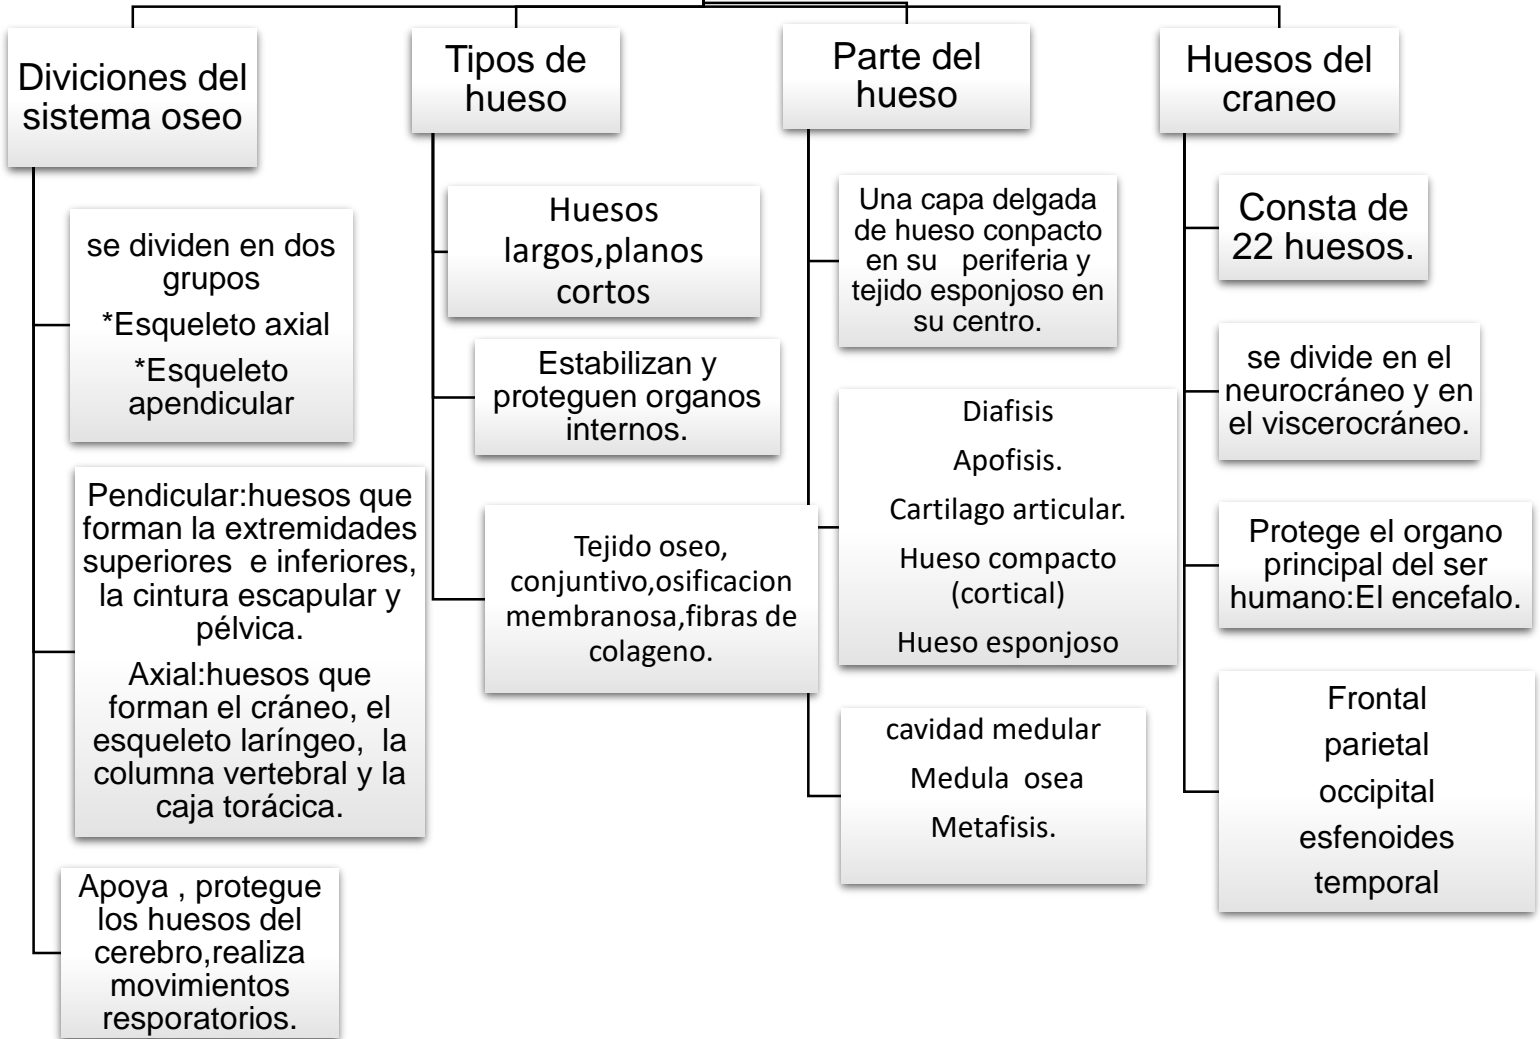 Diviciones del
sistema oseo
se dividen en dos
grupos
*Esqueleto axial
*Esqueleto
apendicular
Pendicular:huesos que
forman la extremidades
superiores e inferiores,
la cintura escapular y
pélvica.
Axial:huesos que
forman el cráneo, el
esqueleto laríngeo, la
columna vertebral y la
caja torácica.
Apoya , protegue
los huesos del
cerebro,realiza
movimientos
resporatorios.
Tipos de
hueso
Huesos
largos,planos
cortos
Estabilizan y
proteguen organos
internos.
Tejido oseo,
conjuntivo,osificacion
membranosa,fibras de
colageno.
Parte del
hueso
Una capa delgada
de hueso conpacto
en su periferia y
tejido esponjoso en
su centro.
Diafisis
Apofisis.
Cartilago articular.
Hueso compacto
(cortical)
Hueso esponjoso
cavidad medular
Medula osea
Metafisis.
Huesos del
craneo
Consta de
22 huesos.
se divide en el
neurocráneo y en
el viscerocráneo.
Protege el organo
principal del ser
humano:El encefalo.
Frontal
parietal
occipital
esfenoides
temporal